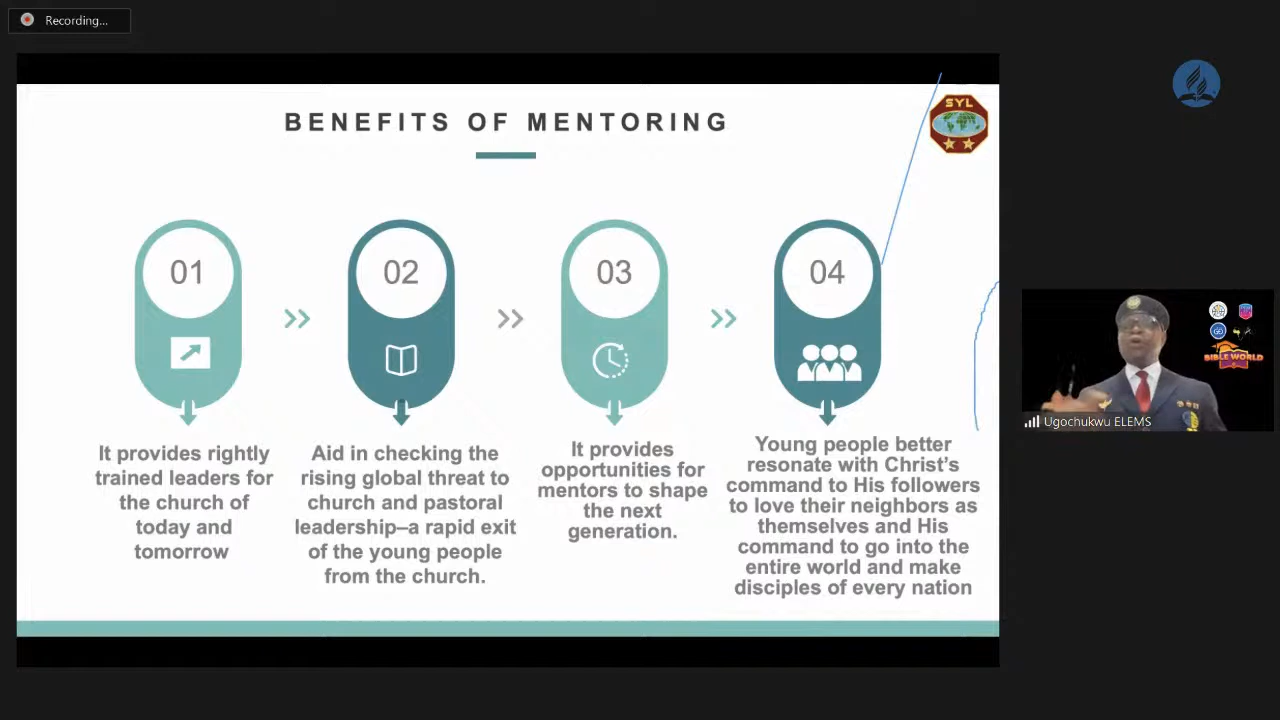 Recording...
BENEFITS OF MENTORING
SYL
01
02
03
04
It provides rightly
trained leaders for
the church of
today and
tomorrow
Aid in checking the
rising global threat to
church and pastoral
leadership–a rapid exit
of the young people
from the church.
It provides
opportunities for
mentors to shape
the next
generation.
Young people better
resonate with Christ's
command to His followers
to love their neighbors as
themselves and His
command to go into the
entire world and make
disciples of every nation
BIBLE WORLD
Ugochukwu ELEMS